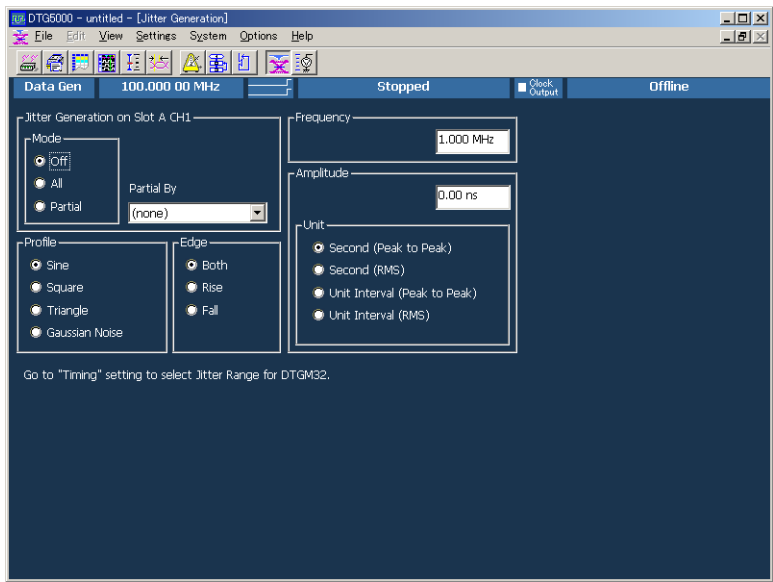 DTG5000 - untitled - [Jitter Generation]
File Edit View Settings System Options Help
Data Gen 100.000 00 MHz Stopped Clock Output Offline
Jitter Generation on Slot A CH1
Mode
Off
All
Partial
Partial By
(none)
Frequency
1.000 MHz
Amplitude
0.00 ns
Unit
Second (Peak to Peak)
Second (RMS)
Unit Interval (Peak to Peak)
Unit Interval (RMS)
Profile
Sine
Square
Triangle
Gaussian Noise
Edge
Both
Rise
Fall
Go to "Timing" setting to select Jitter Range for DTGM32.